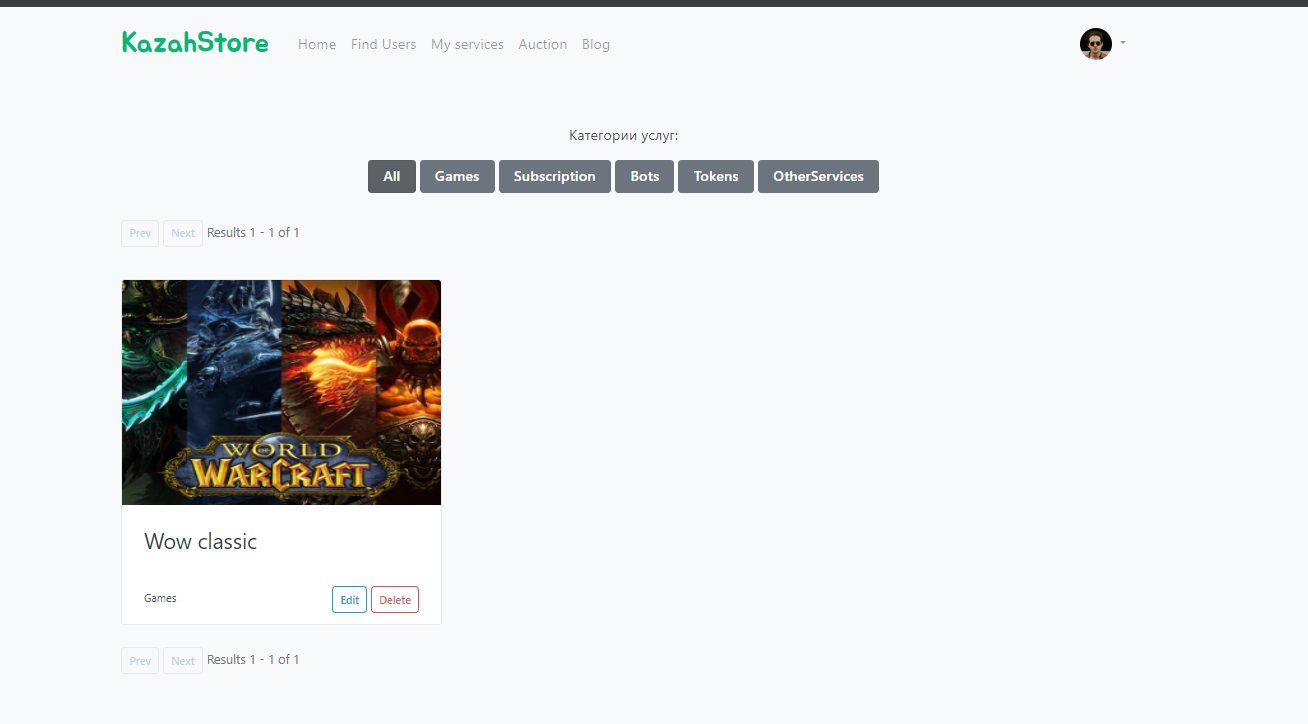 KazahStore Home Find Users My services Auction Blog
Категории услуг:
All Games Subscription Bots Tokens OtherServices
Prev Next Results 1 - 1 of 1
WORLD OF
WARCRAFT
Wow classic
Games Edit Delete
Prev Next Results 1 - 1 of 1